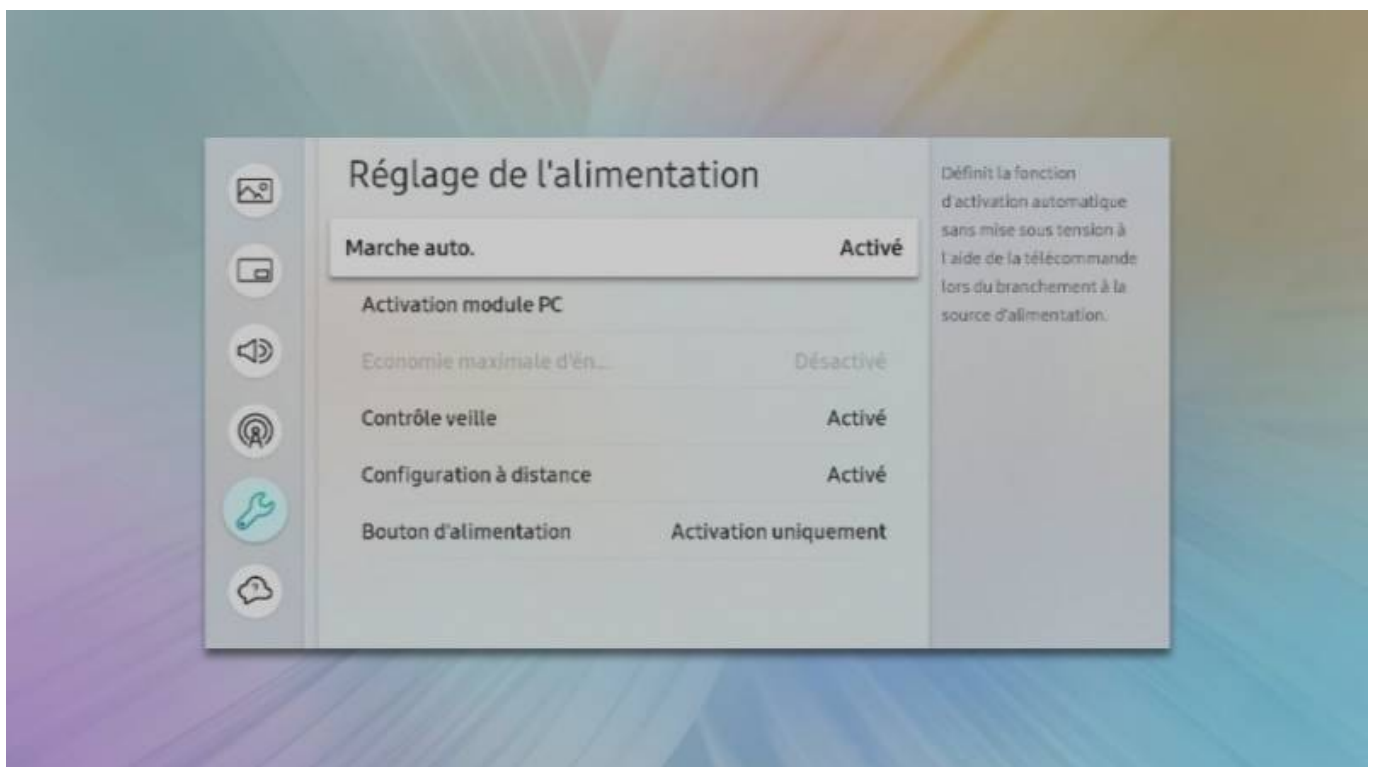 Réglage de l'alimentation
Marche auto. Activé
Activation module PC
Economie maximale d'én... Désactivé
Contrôle veille Activé
Configuration à distance Activé
Bouton d'alimentation Activation uniquement
Définit la fonction
d'activation automatique
sans mise sous tension à
l'aide de la télécommande
lors du branchement à la
source d'alimentation.